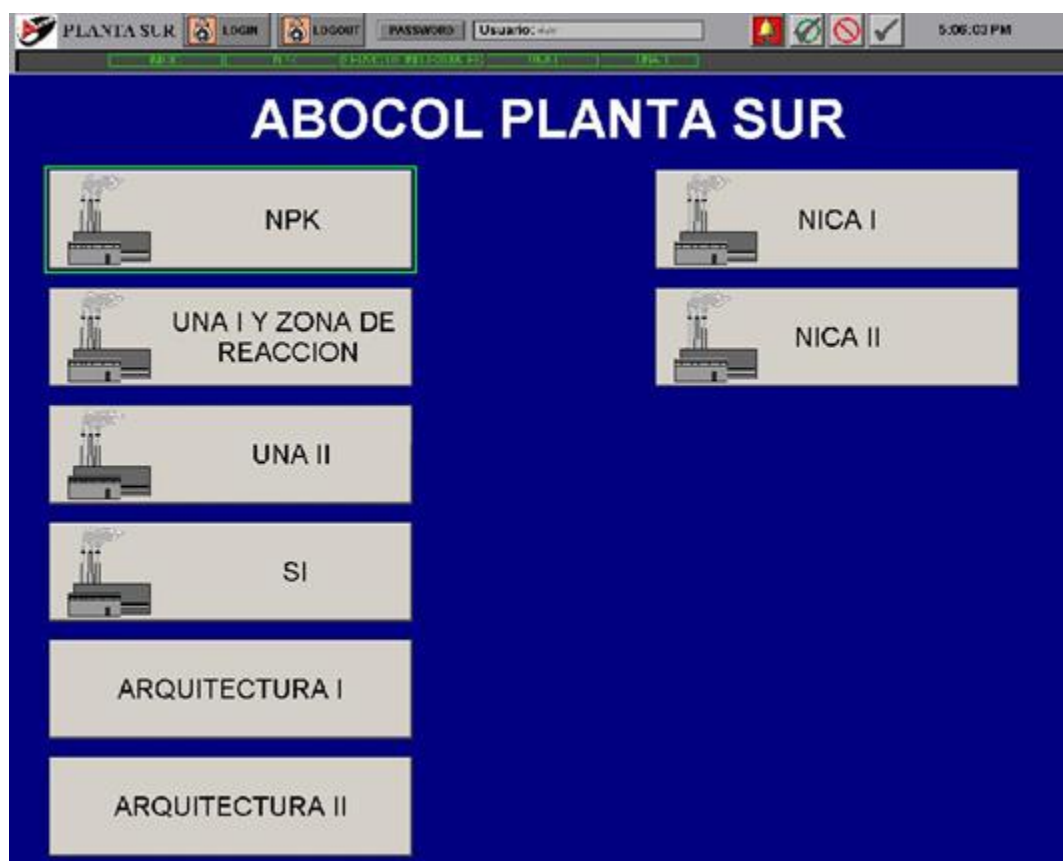 PLANTA SUR LOGIN LOGOUT PASSWORD Usuario: 5:06:03 PM
ABOCOL PLANTA SUR
NPK
NICA I
UNA I Y ZONA DE
REACCION
NICA II
UNA II
SI
ARQUITECTURA I
ARQUITECTURA II